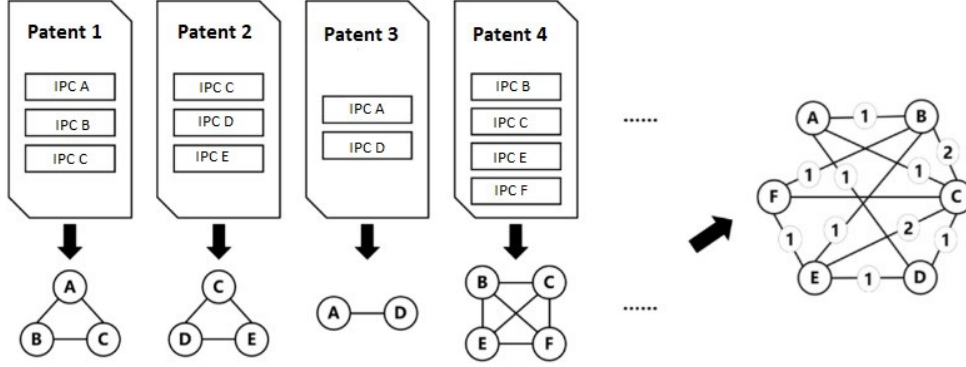 Patent 1
IPC A
IPC B
IPC C
Patent 2
IPC C
IPC D
IPC E
Patent 3
IPC A
IPC D
Patent 4
IPC B
IPC C
IPC E
IPC F
......
A
B
C
C
D
E
A
D
B
C
E
F
......
A
1
B
2
1
1
1
F
C
1
1
2
1
E
1
D